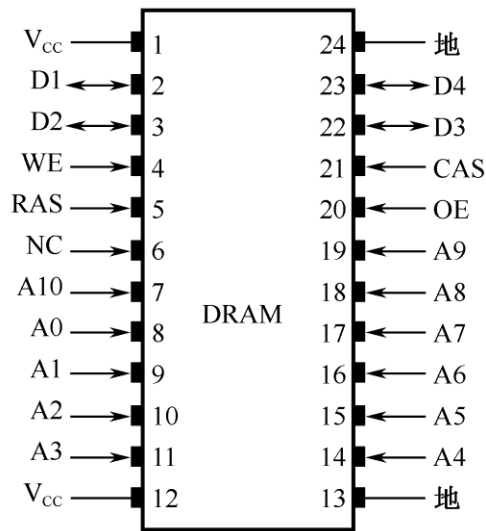 V_CC 1 24 地
D1 2 23 D4
D2 3 22 D3
WE 4 21 CAS
RAS 5 20 OE
NC 6 19 A9
A10 7 18 A8
DRAM
A0 8 17 A7
A1 9 16 A6
A2 10 15 A5
A3 11 14 A4
V_CC 12 13 地